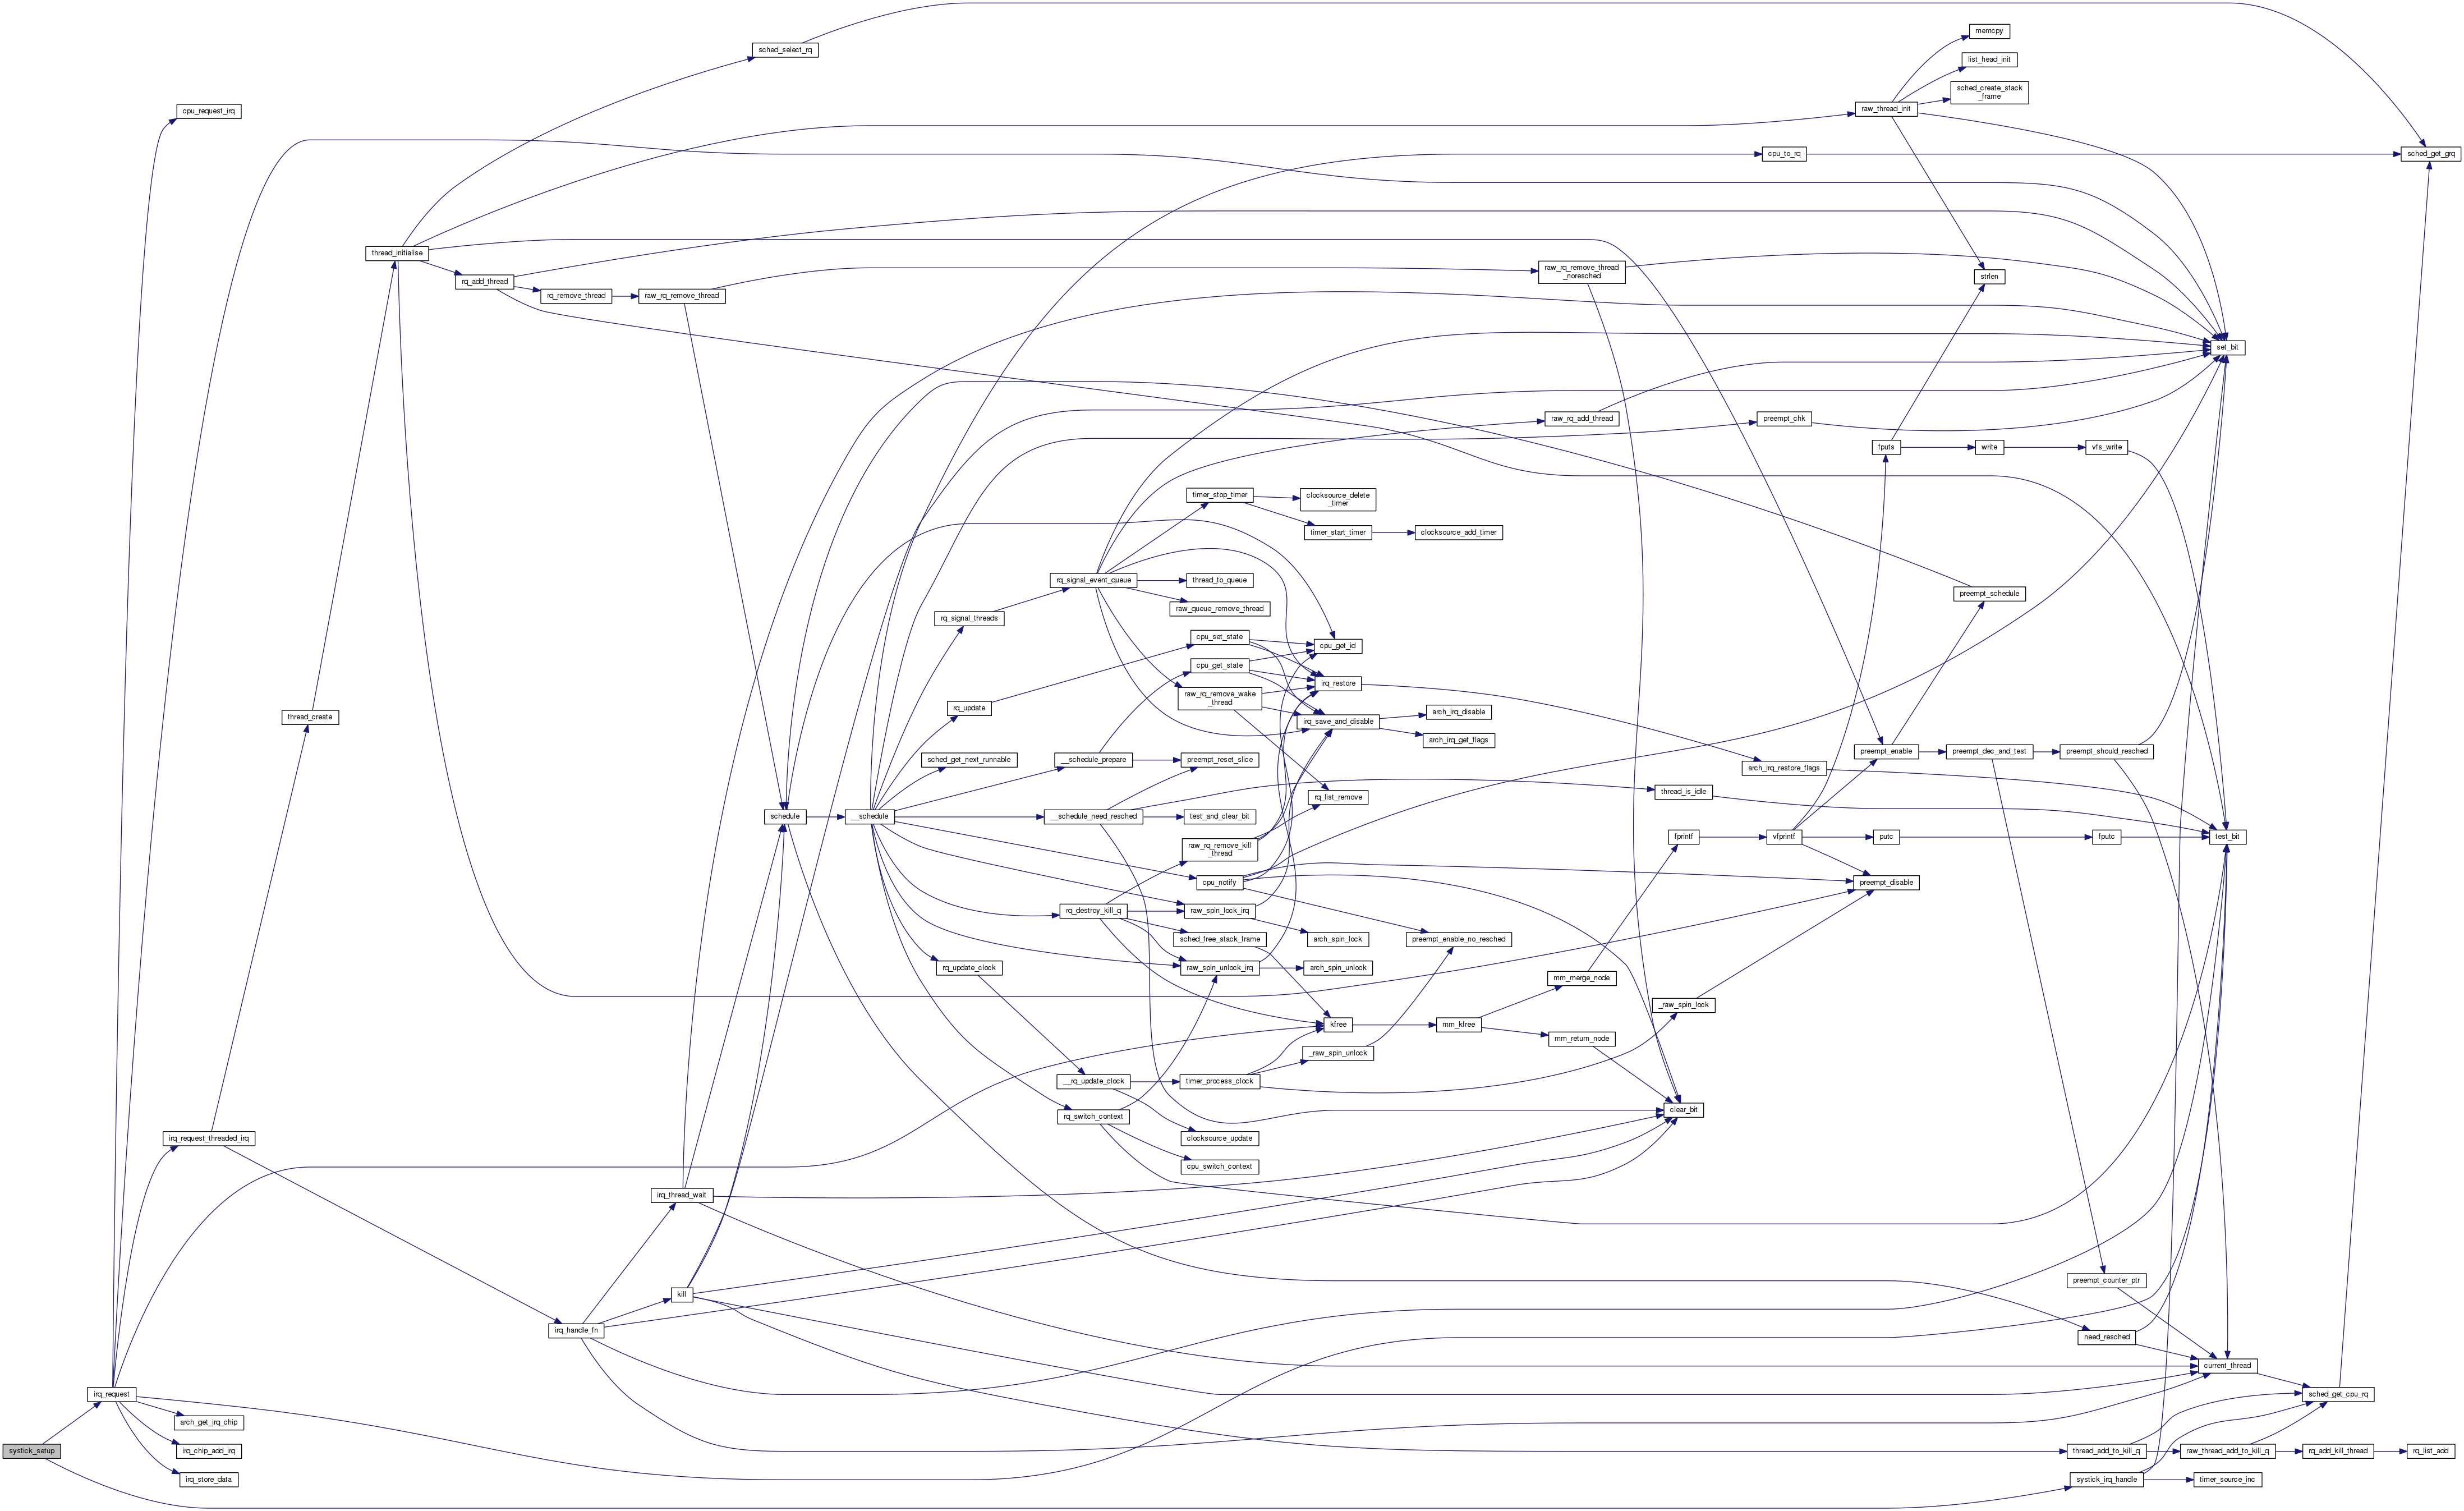 memcpy
sched_select_rq
list_head_init
sched_create_stack
_frame
raw_thread_init
cpu_request_irq
cpu_to_rq
sched_get_grq
thread_initialise
raw_rq_remove_thread
_noresched
strlen
rq_add_thread
rq_remove_thread
raw_rq_remove_thread
set_bit
raw_rq_add_thread
preempt_chk
fputs
write
vfs_write
timer_stop_timer
clocksource_delete
_timer
timer_start_timer
clocksource_add_timer
rq_signal_event_queue
thread_to_queue
preempt_schedule
raw_queue_remove_thread
rq_signal_threads
cpu_set_state
cpu_get_id
cpu_get_state
irq_restore
raw_rq_remove_wake
_thread
rq_update
thread_create
irq_save_and_disable
arch_irq_disable
arch_irq_get_flags
preempt_enable
preempt_dec_and_test
preempt_should_resched
sched_get_next_runnable
__schedule_prepare
preempt_reset_slice
arch_irq_restore_flags
rq_list_remove
thread_is_idle
schedule
__schedule
__schedule_need_resched
test_and_clear_bit
fprintf
vfprintf
putc
fputc
test_bit
raw_rq_remove_kill
_thread
cpu_notify
preempt_disable
rq_destroy_kill_q
raw_spin_lock_irq
sched_free_stack_frame
arch_spin_lock
preempt_enable_no_resched
rq_update_clock
raw_spin_unlock_irq
arch_spin_unlock
mm_merge_node
_raw_spin_lock
kfree
mm_kfree
mm_return_node
_raw_spin_unlock
__rq_update_clock
timer_process_clock
rq_switch_context
clear_bit
irq_request_threaded_irq
clocksource_update
cpu_switch_context
irq_thread_wait
preempt_counter_ptr
kill
irq_handle_fn
need_resched
current_thread
irq_request
sched_get_cpu_rq
arch_get_irq_chip
systick_setup
irq_chip_add_irq
thread_add_to_kill_q
raw_thread_add_to_kill_q
rq_add_kill_thread
rq_list_add
irq_store_data
systick_irq_handle
timer_source_inc